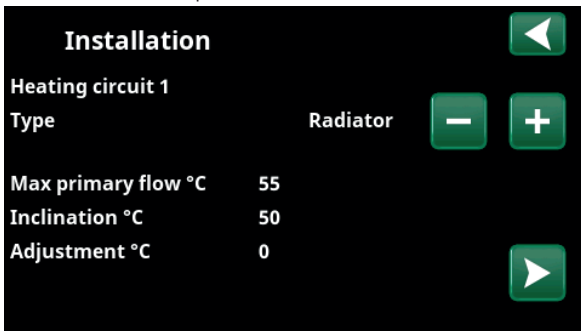 Installation
Heating circuit 1
Type Radiator
Max primary flow °C 55
Inclination °C 50
Adjustment °C 0